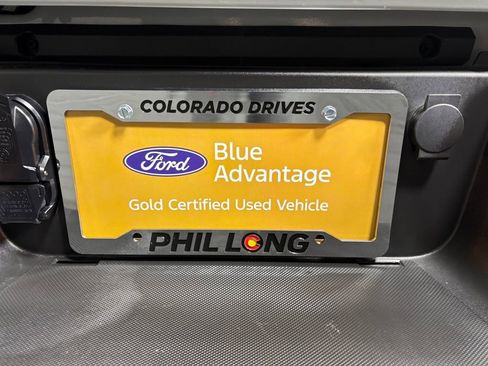 COLORADO DRIVES
Ford
Blue
Advantage
Gold Certified Used Vehicle
PHIL LONG